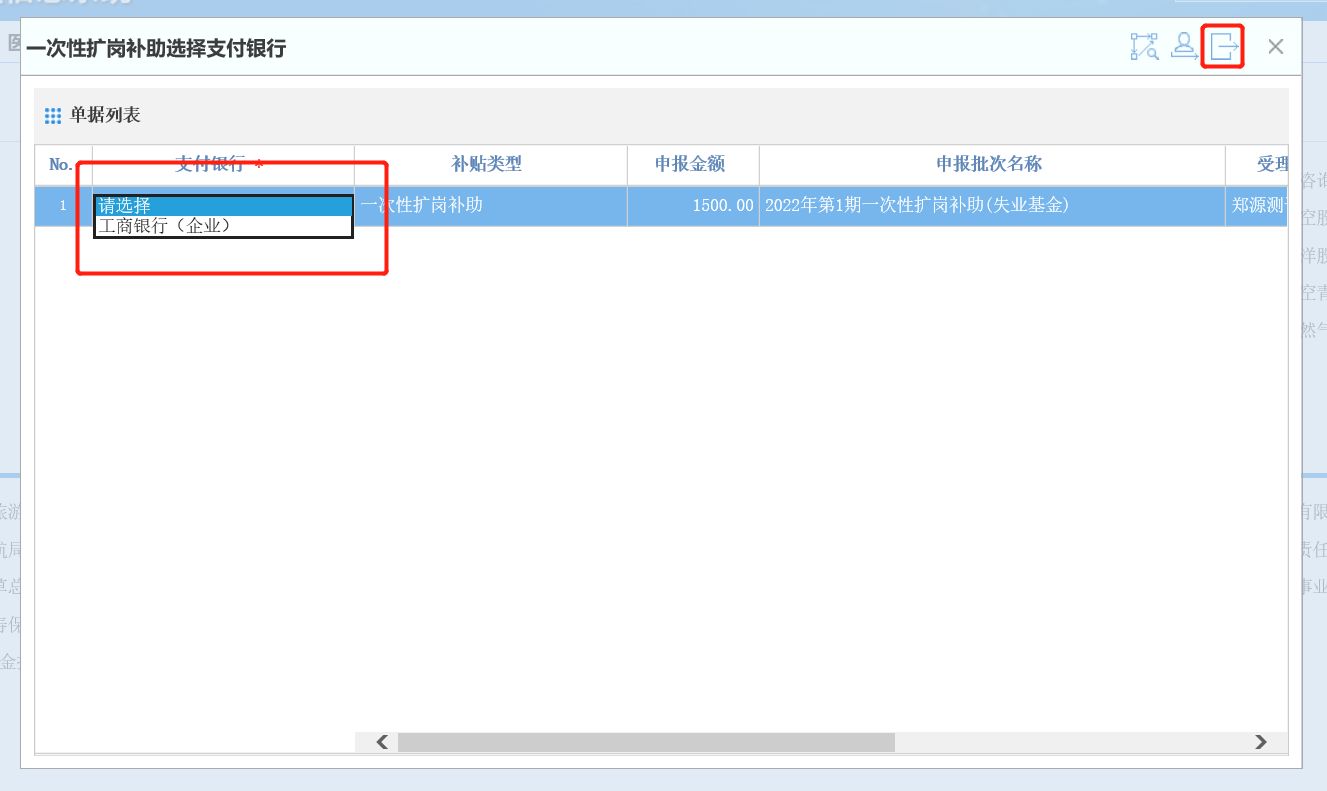 一次性扩岗补助选择支付银行
单据列表
No. 支付银行 * 补贴类型 申报金额 申报批次名称 受理
1 请选择 一次性扩岗补助 1500.00 2022年第1期一次性扩岗补助(失业基金) 郑源测
工商银行（企业）